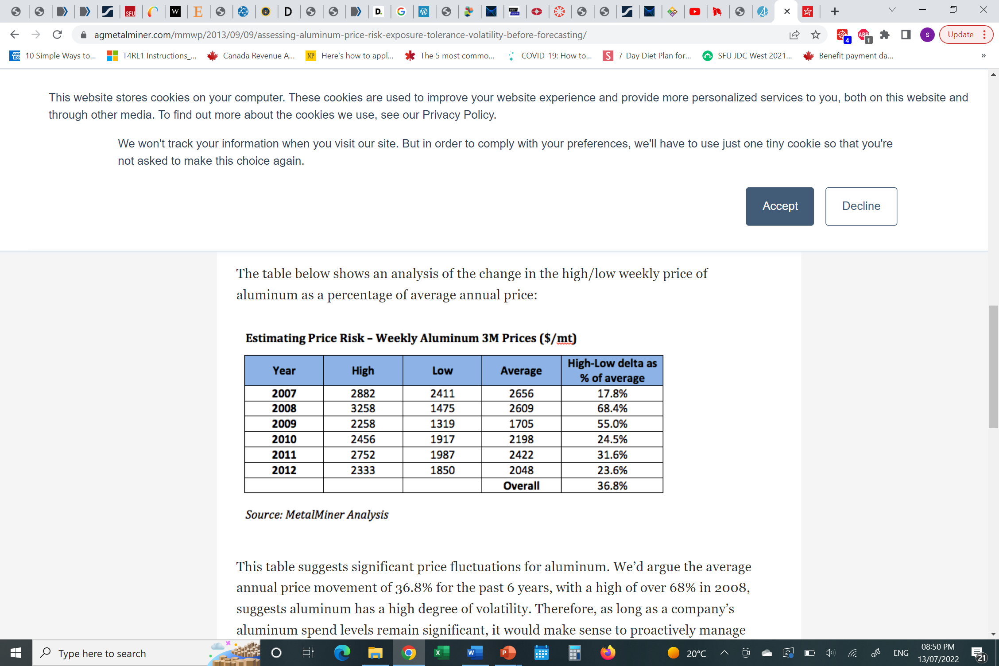 SFU
W
E
D
D.
G
agmetalminer.com/mmwp/2013/09/09/assessing-aluminum-price-risk-exposure-tolerance-volatility-before-forecasting/
4
ABP
1
S
Update
AM EX 10 Simple Ways to...
T4RL1 Instructions_...
Canada Revenue A...
NP Here's how to appl...
The 5 most commo...
COVID-19: How to...
S 7-Day Diet Plan for...
SFU JDC West 2021...
Benefit payment da...
»
This website stores cookies on your computer. These cookies are used to improve your website experience and provide more personalized services to you, both on this website and
through other media. To find out more about the cookies we use, see our Privacy Policy.
We won't track your information when you visit our site. But in order to comply with your preferences, we'll have to use just one tiny cookie so that you're
not asked to make this choice again.
Accept
Decline
The table below shows an analysis of the change in the high/low weekly price of
aluminum as a percentage of average annual price:
Estimating Price Risk – Weekly Aluminum 3M Prices ($/mt)
Year High Low Average High-Low delta as % of average
2007 2882 2411 2656 17.8%
2008 3258 1475 2609 68.4%
2009 2258 1319 1705 55.0%
2010 2456 1917 2198 24.5%
2011 2752 1987 2422 31.6%
2012 2333 1850 2048 23.6%
Overall 36.8%
Source: MetalMiner Analysis
This table suggests significant price fluctuations for aluminum. We’d argue the average
annual price movement of 36.8% for the past 6 years, with a high of over 68% in 2008,
suggests aluminum has a high degree of volatility. Therefore, as long as a company’s
aluminum spend levels remain significant, it would make sense to proactively manage
Type here to search
20°C
ENG
08:50 PM
13/07/2022
21